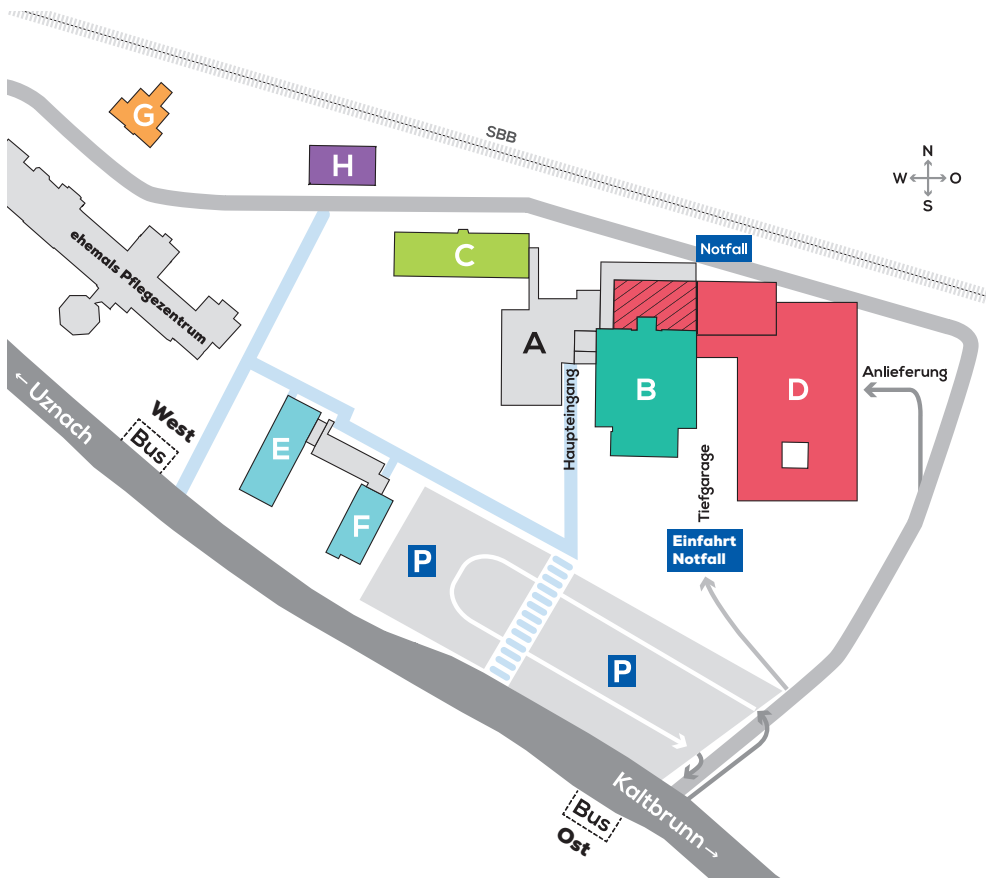 SBB
G
H
N
W O
S
C
Notfall
ehemals Pflegezentrum
A
B
D
Anlieferung
Haupteingang
← Uznach
West
Bus
E
F
Tiefgarage
P
Einfahrt
Notfall
P
Kaltbrunn →
Bus
Ost